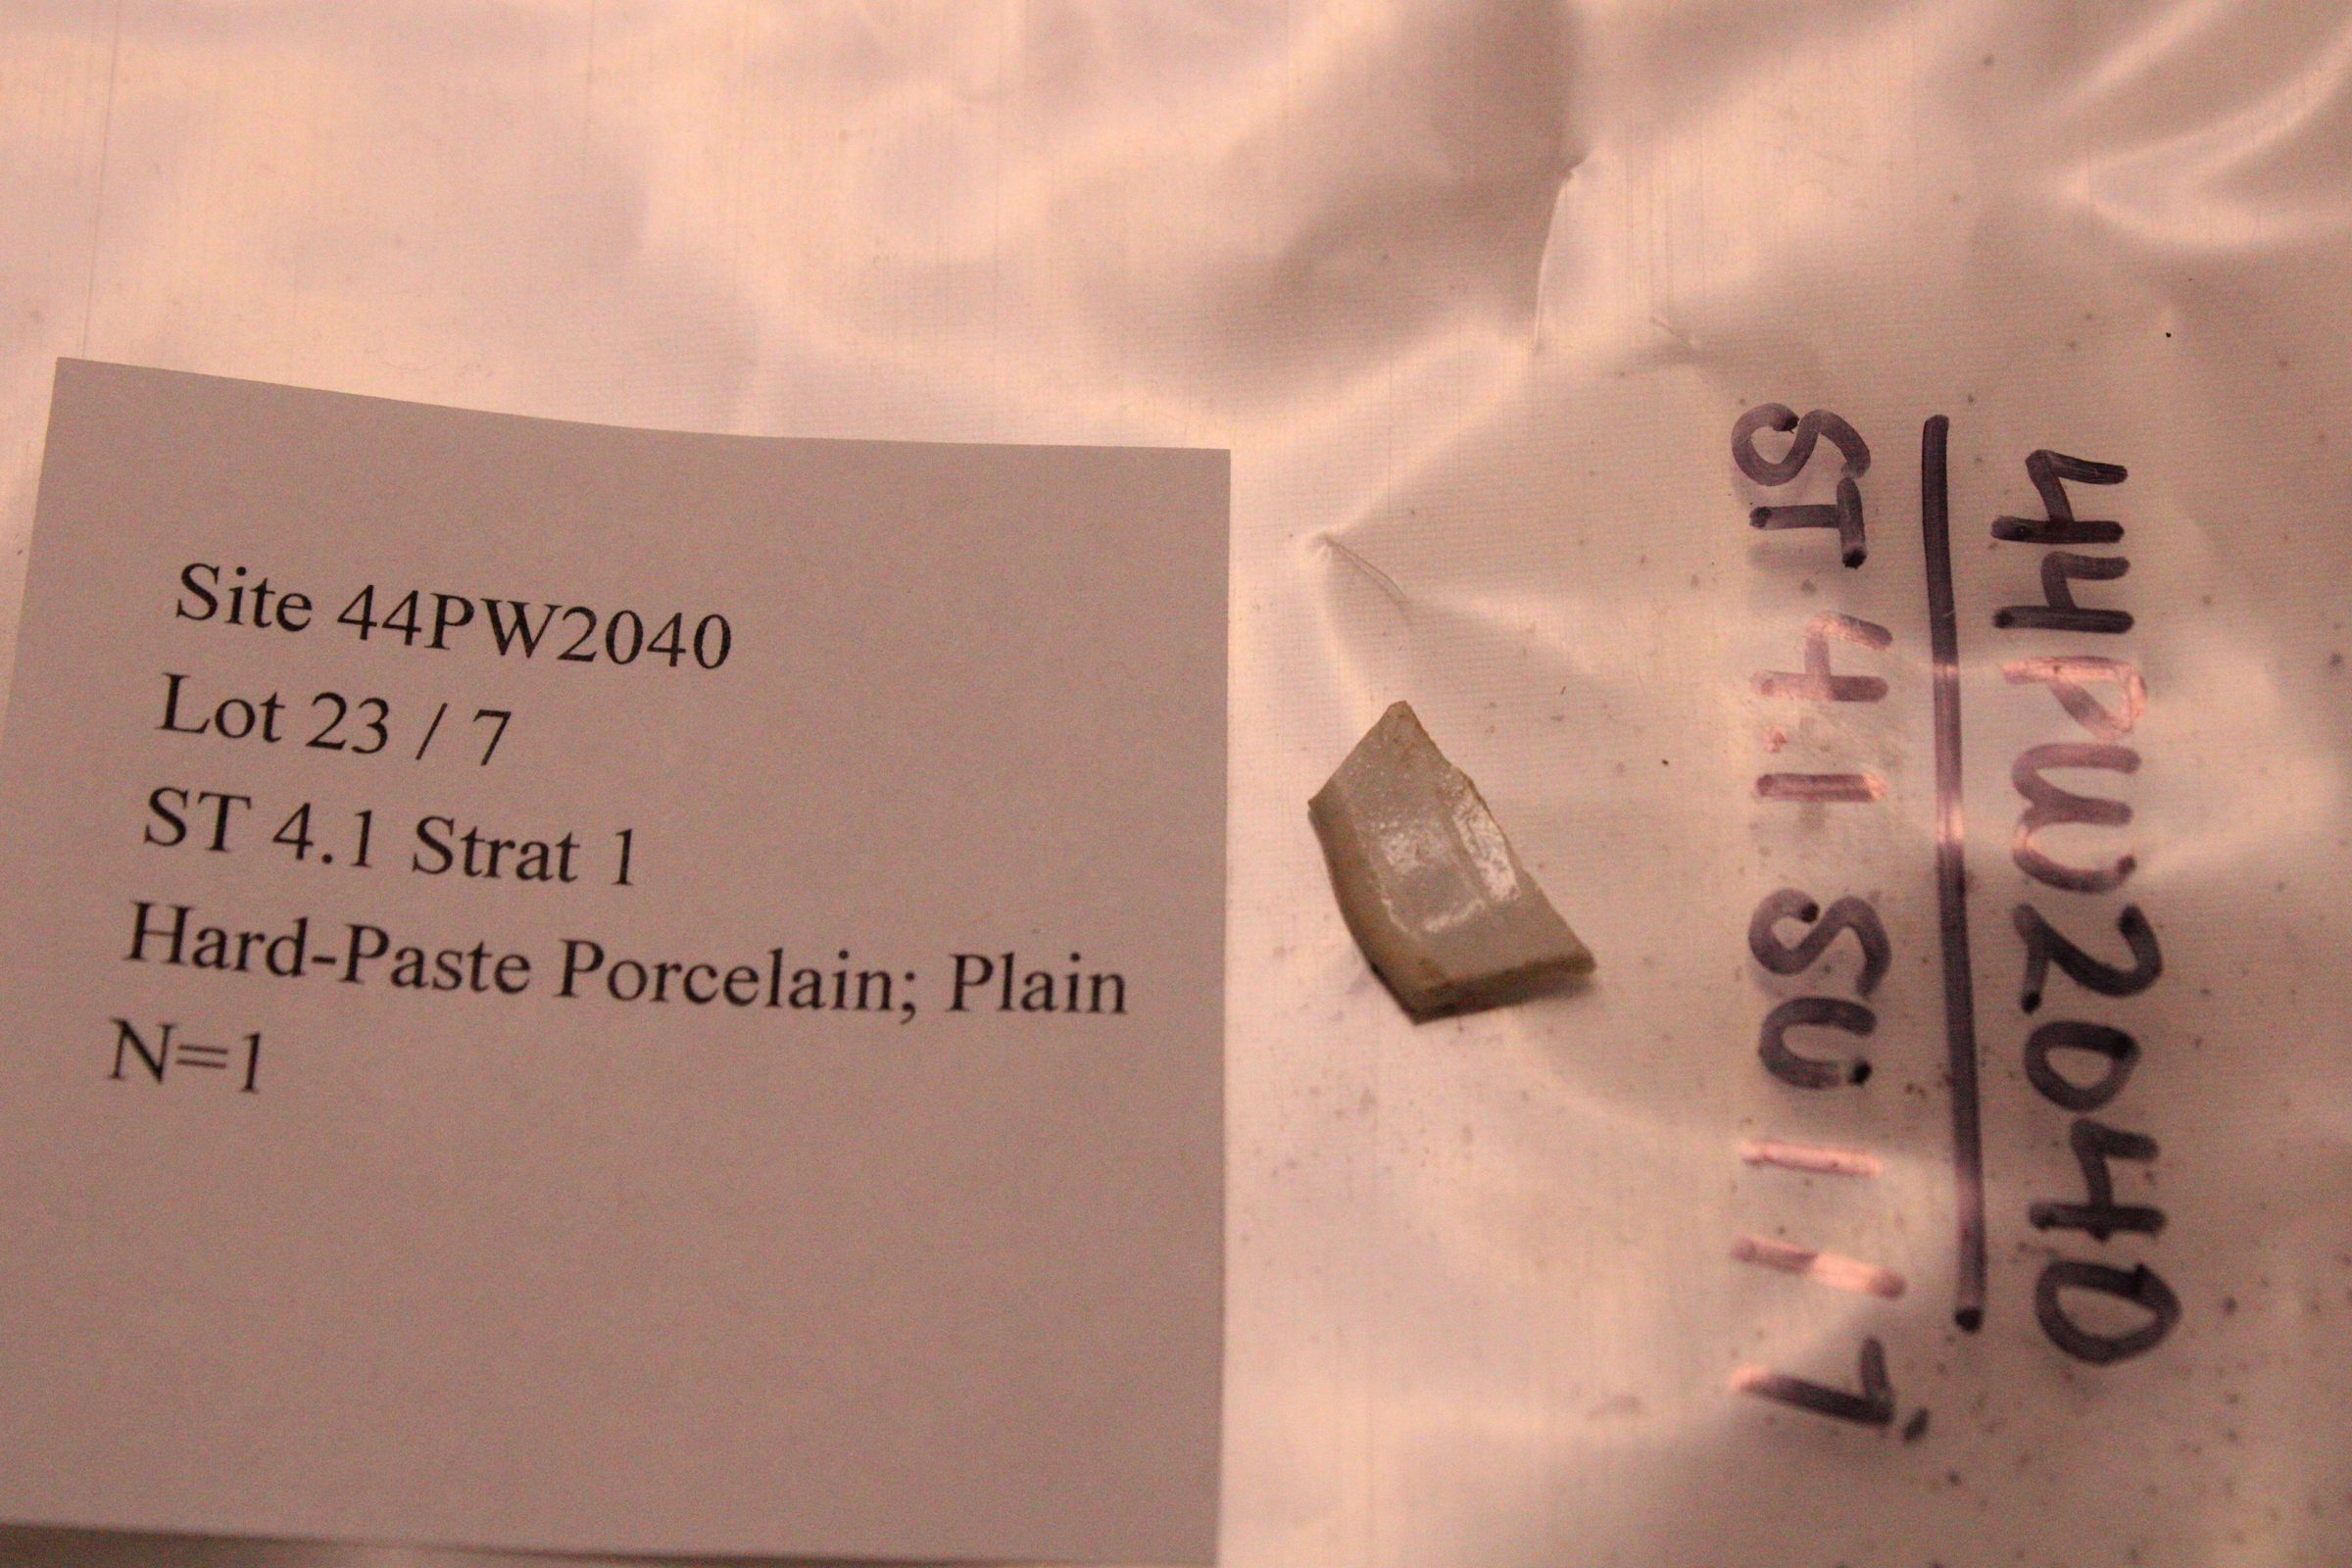 Site 44PW2040
Lot 23 / 7
ST 4.1 Strat 1
Hard-Paste Porcelain; Plain
N=1
44PW2040
ST 4.1 SU